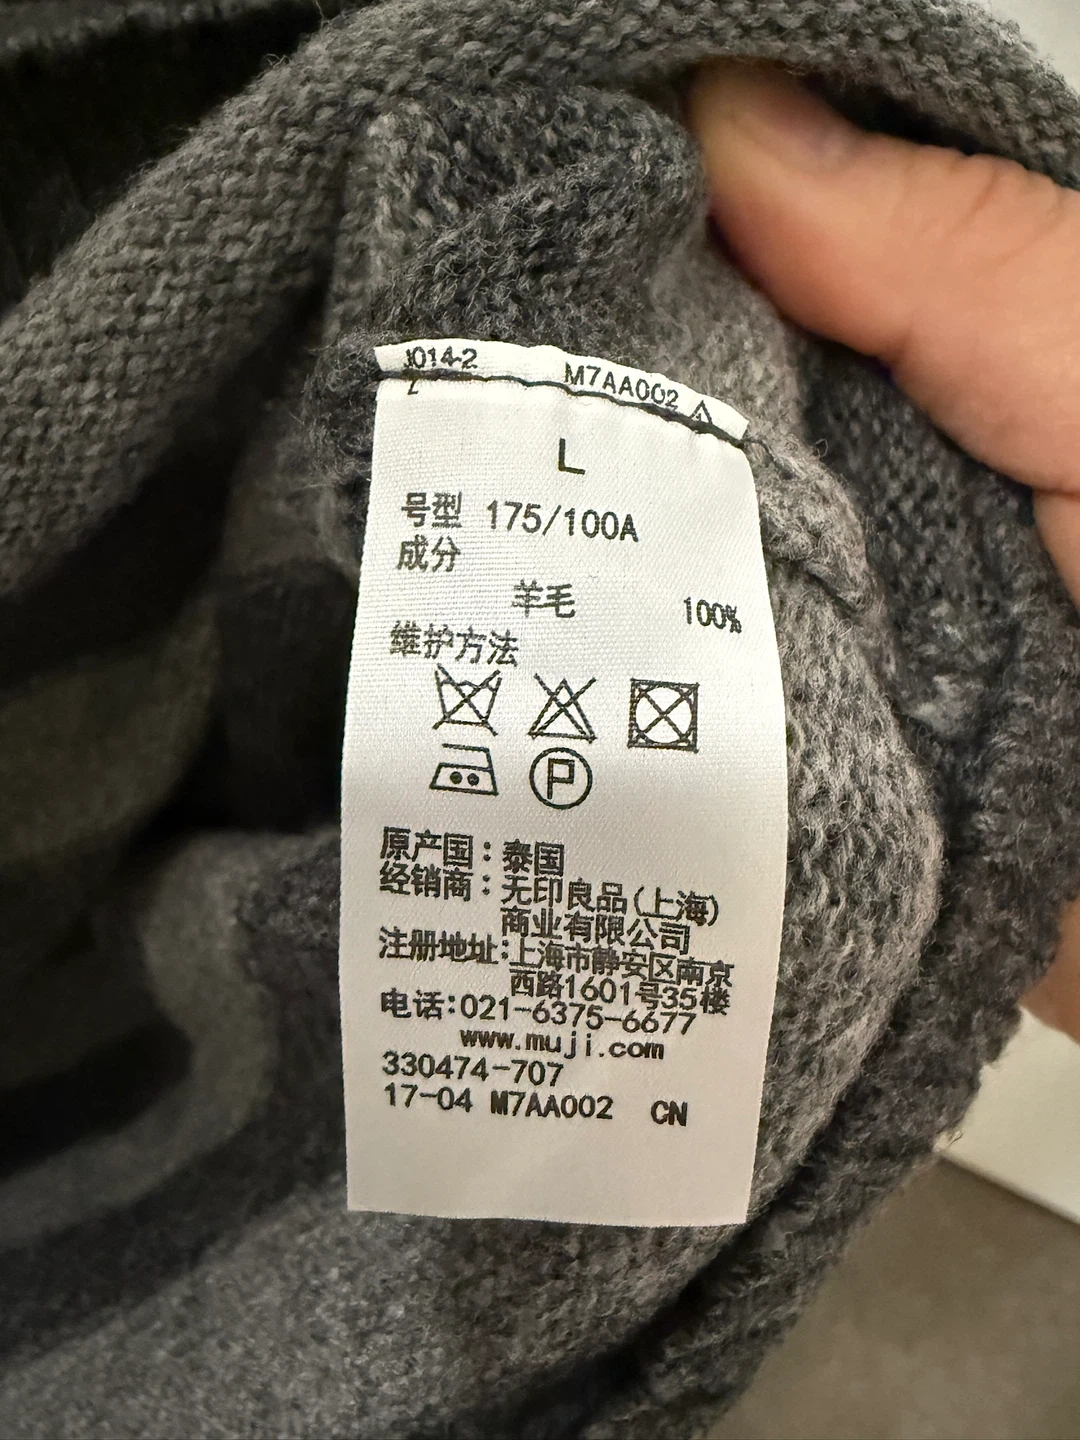 J014-2 M7AA002
L
L
号型 175/100A
成分
羊毛 100%
维护方法
P
原产国：泰国
经销商：无印良品(上海)
商业有限公司
注册地址:上海市静安区南京
西路1601号35楼
电话:021-6375-6677
www.muji.com
330474-707
17-04 M7AA002 CN